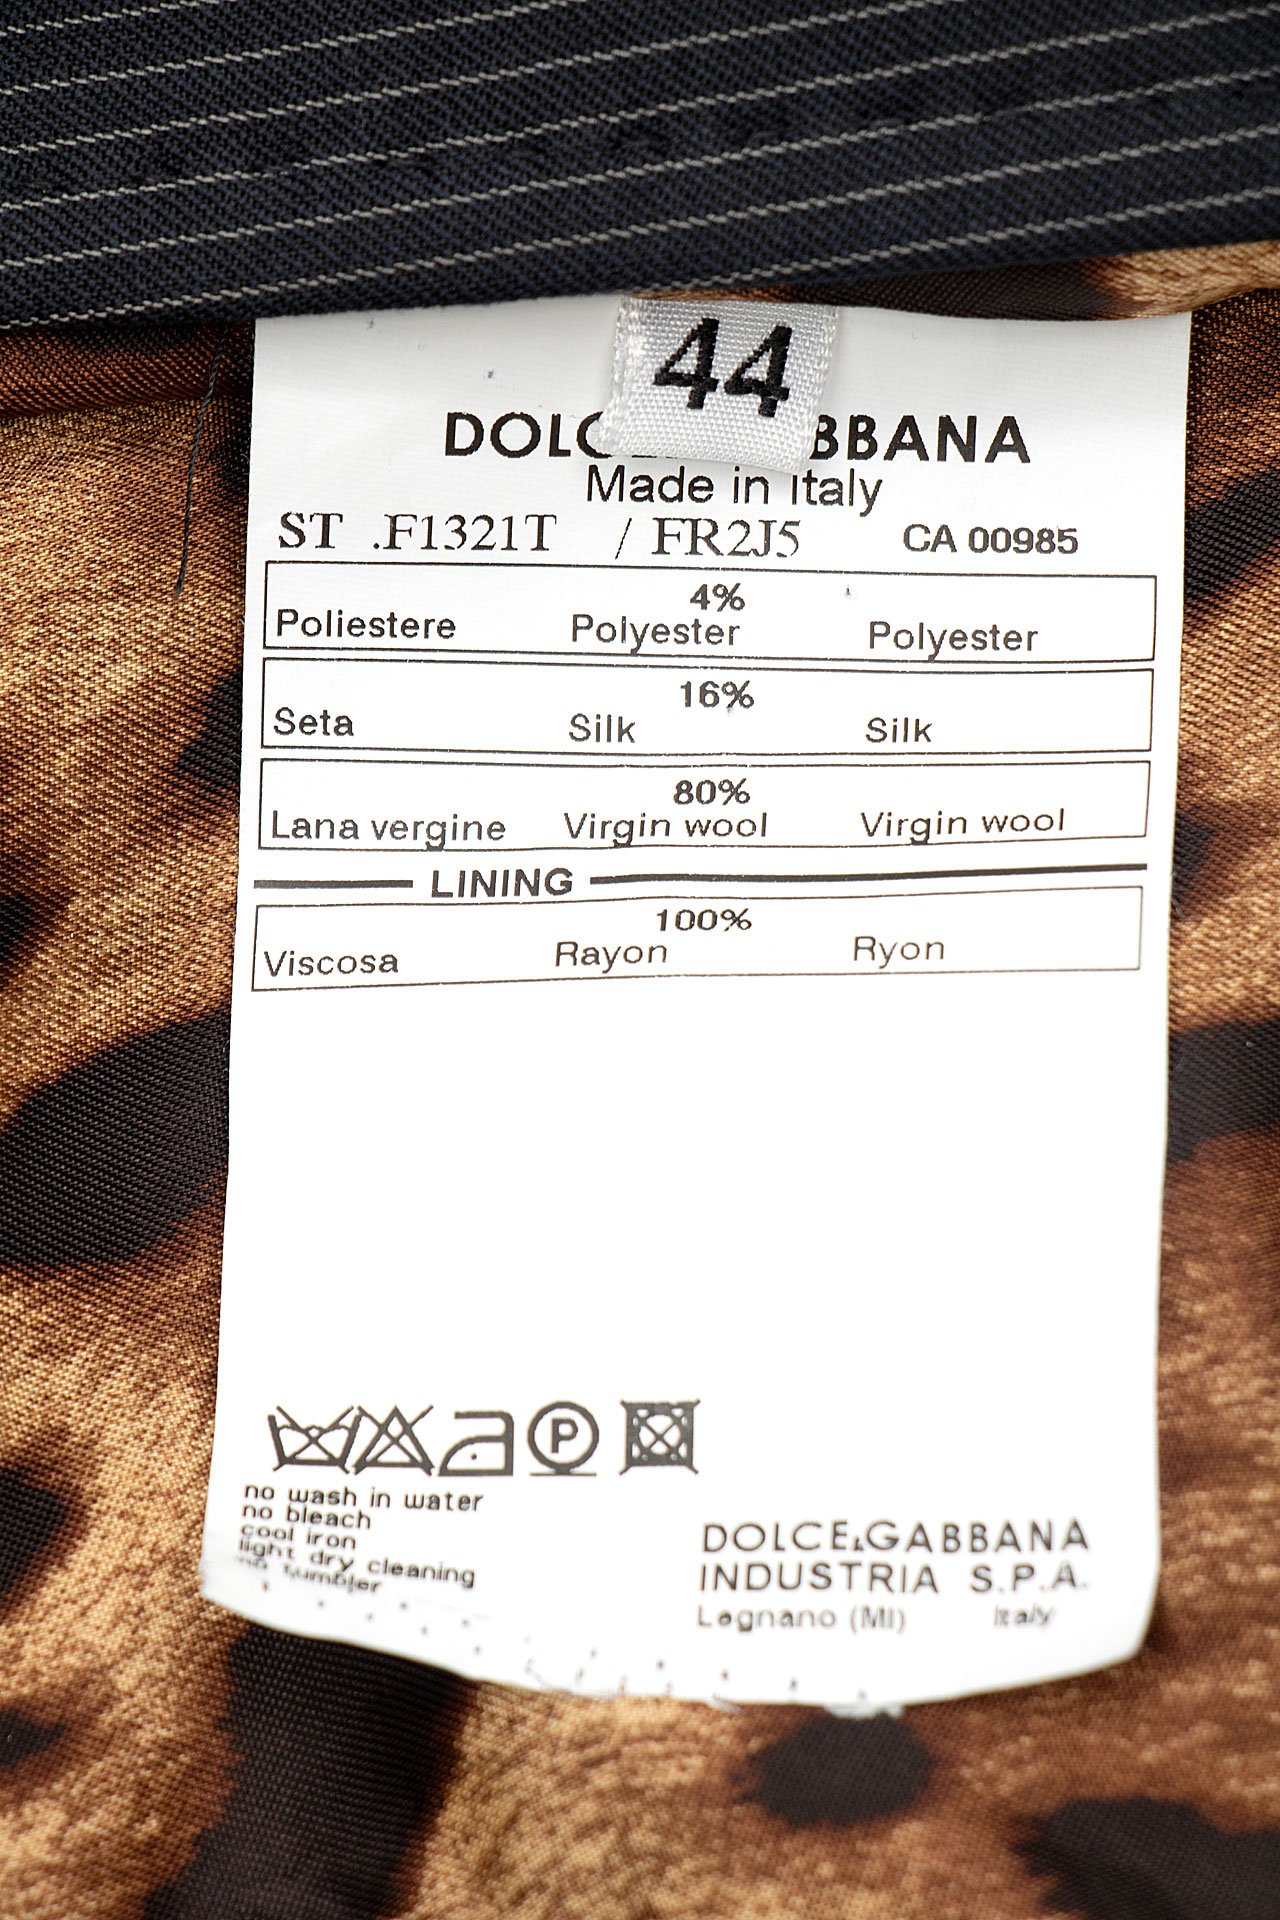 44
DOLC BBANA
Made in Italy
ST .F1321T / FR2J5 CA 00985
4%
Poliestere Polyester Polyester
16%
Seta Silk Silk
80%
Lana vergine Virgin wool Virgin wool
LINING
100%
Viscosa Rayon Ryon
P
no wash in water
no bleach
cool iron
light dry cleaning
no tumbler
DOLCE&GABBANA
INDUSTRIA S.P.A.
Legnano (MI) Italy